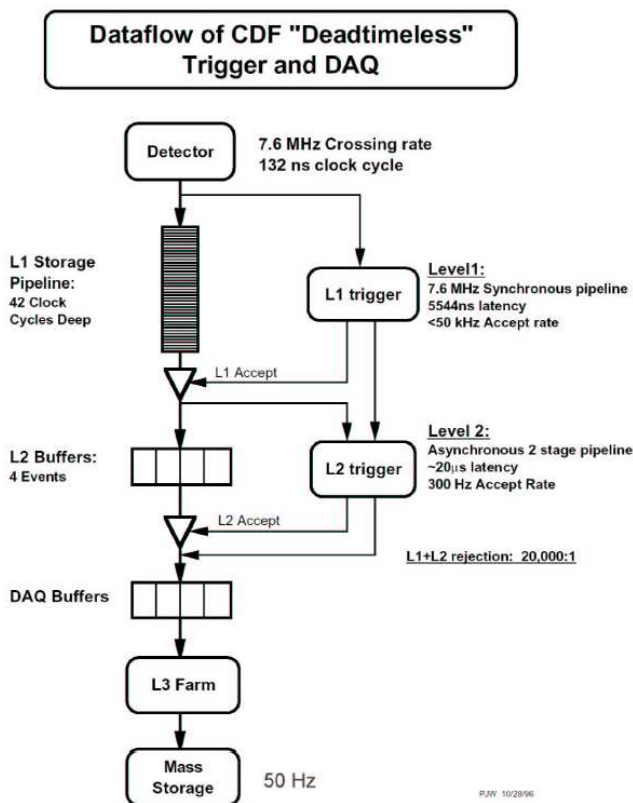 Dataflow of CDF "Deadtimeless"
Trigger and DAQ
Detector
7.6 MHz Crossing rate
132 ns clock cycle
L1 Storage
Pipeline:
42 Clock
Cycles Deep
L1 trigger
Level1:
7.6 MHz Synchronous pipeline
5544ns latency
<50 kHz Accept rate
L1 Accept
L2 Buffers:
4 Events
L2 trigger
Level 2:
Asynchronous 2 stage pipeline
~20μs latency
300 Hz Accept Rate
L2 Accept
L1+L2 rejection: 20,000:1
DAQ Buffers
L3 Farm
Mass
Storage
50 Hz
PJW 10/28/96